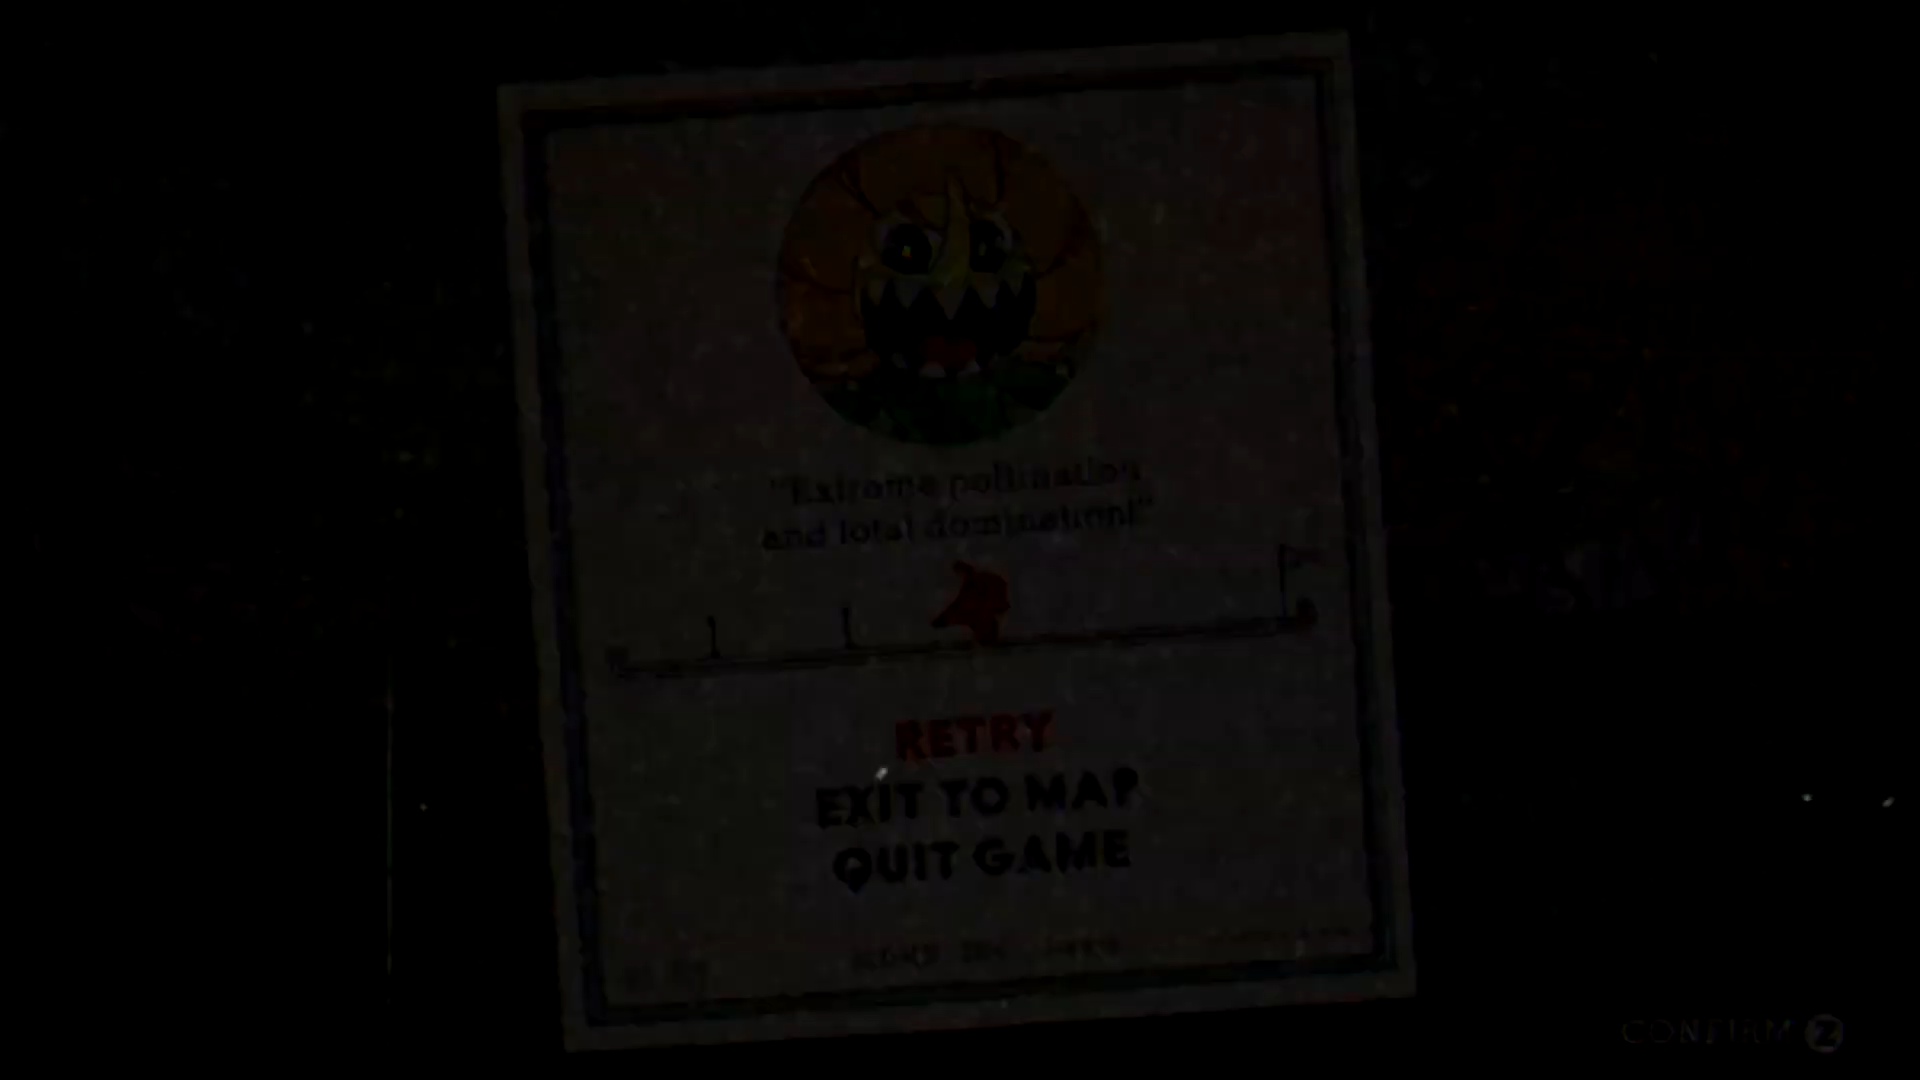 "Extreme pollination
and total domination!"
RETRY
EXIT TO MAP
QUIT GAME
CONFIRM Z